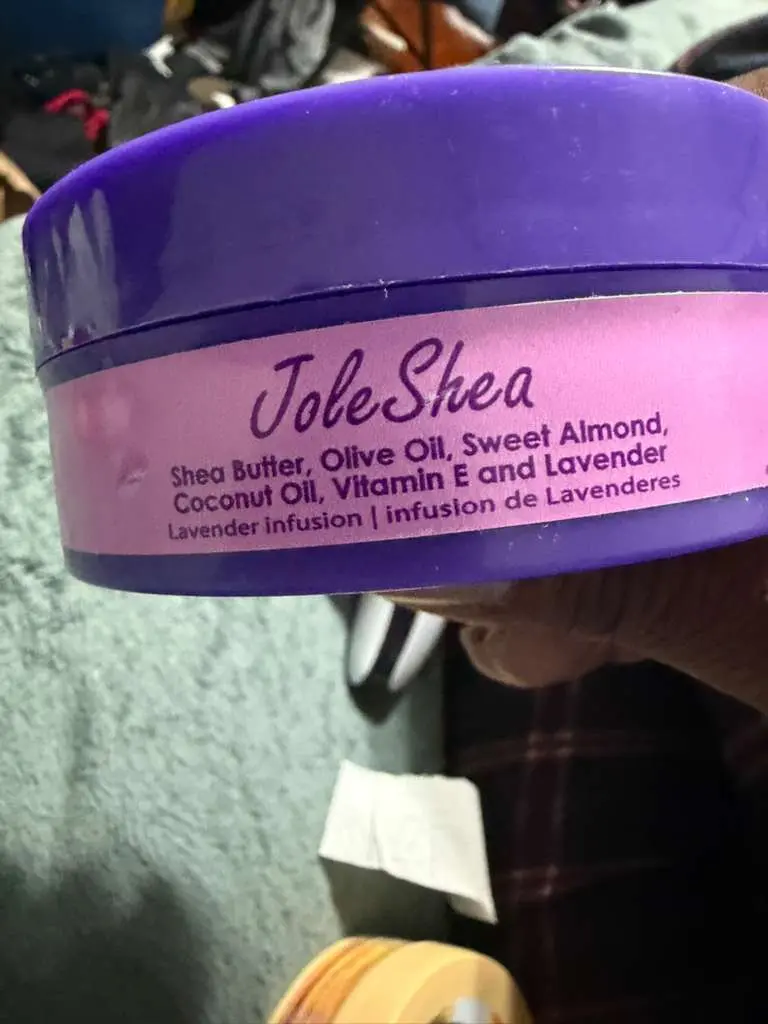 JoleShea
Shea Butter, Olive Oil, Sweet Almond,
Coconut Oil, Vitamin E and Lavender
Lavender infusion | infusion de Lavenderes